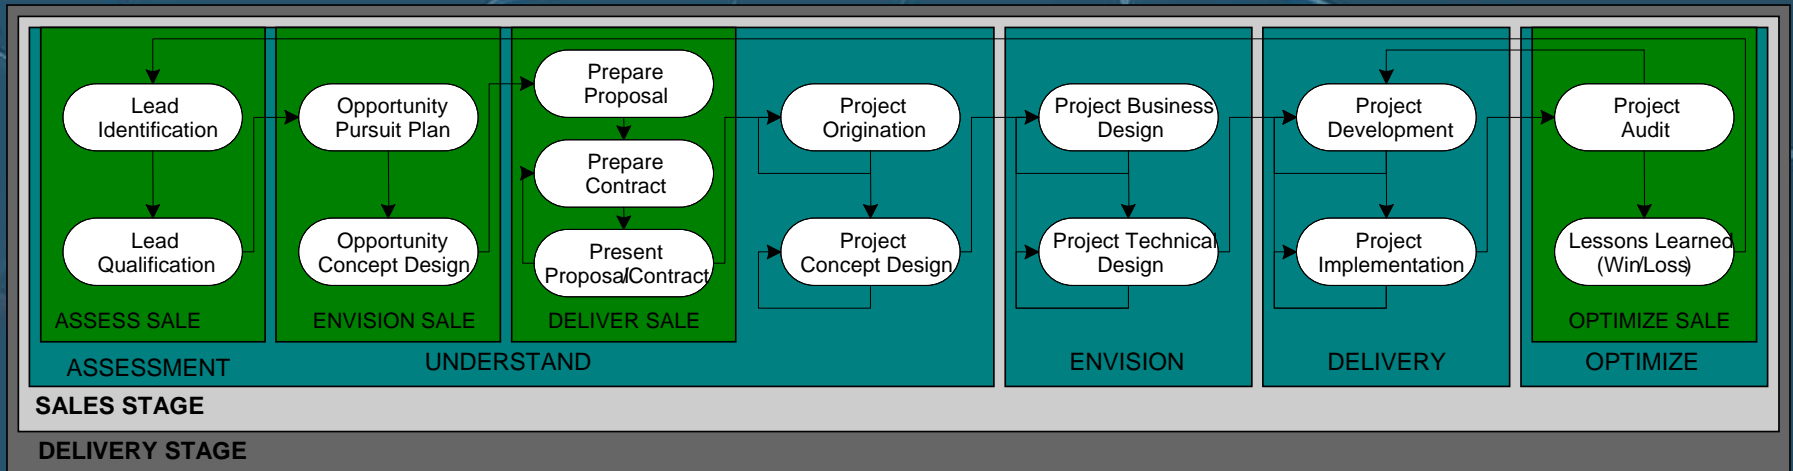 Lead
Identification
Lead
Qualification
ASSESS SALE
Opportunity
Pursuit Plan
Opportunity
Concept Design
ENVISION SALE
Prepare
Proposal
Prepare
Contract
Present
Proposal/Contract
DELIVER SALE
Project
Origination
Project
Concept Design
Project Business
Design
Project Technical
Design
Project
Development
Project
Implementation
Project
Audit
Lessons Learned
(Win/Loss)
OPTIMIZE SALE
ASSESSMENT
UNDERSTAND
ENVISION
DELIVERY
OPTIMIZE
SALES STAGE
DELIVERY STAGE